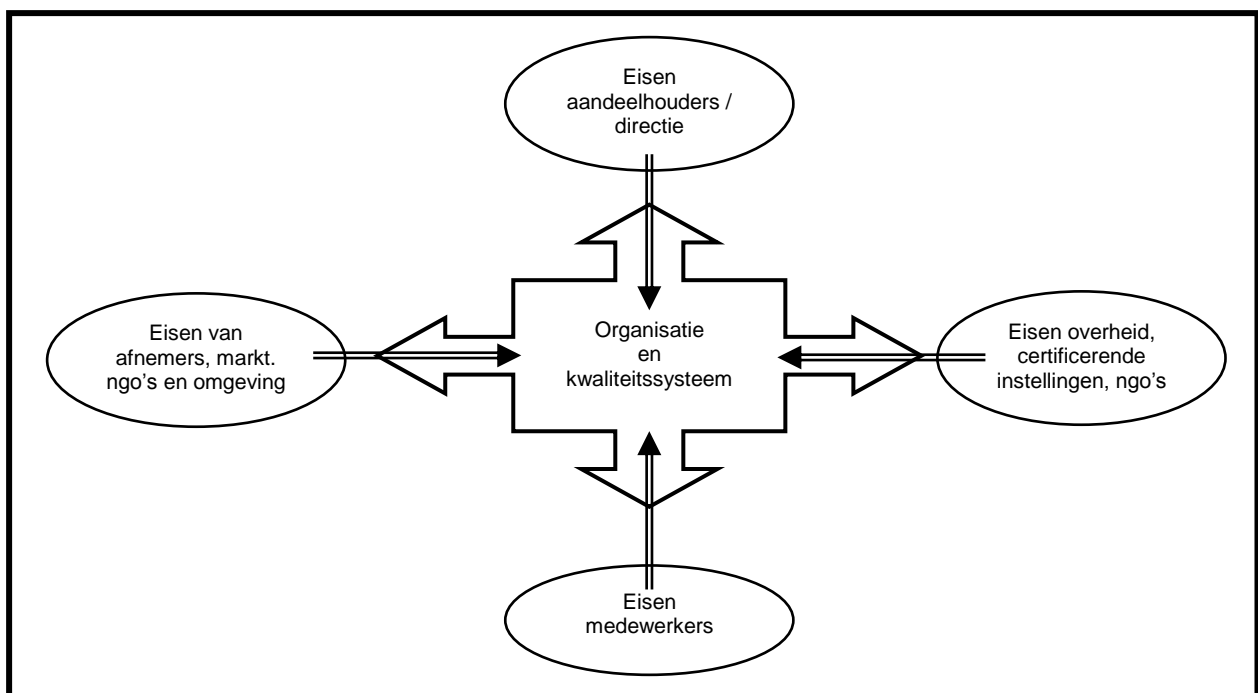 Eisen
aandeelhouders /
directie
Eisen van
afnemers, markt.
ngo's en omgeving
Organisatie
en
kwaliteitssysteem
Eisen overheid,
certificerende
instellingen, ngo's
Eisen
medewerkers